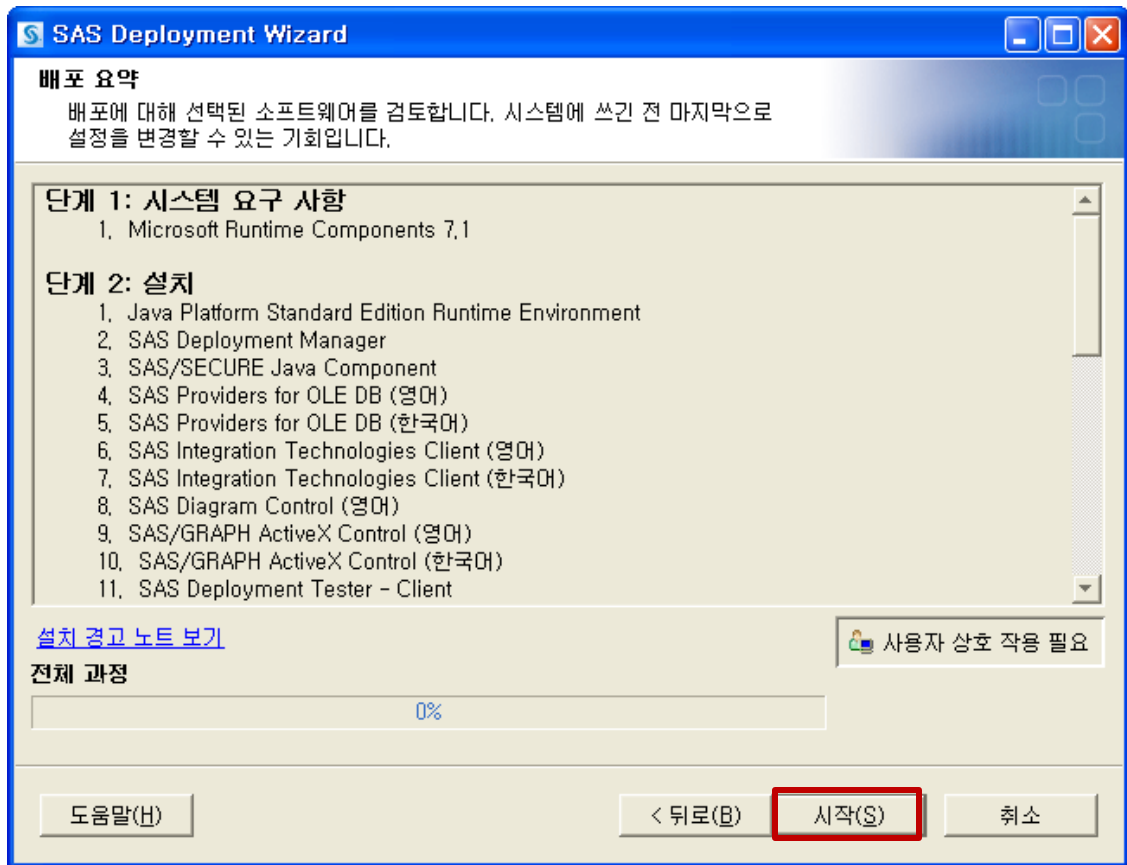 SAS Deployment Wizard
배포 요약
배포에 대해 선택된 소프트웨어를 검토합니다. 시스템에 쓰긴 전 마지막으로
설정을 변경할 수 있는 기회입니다.
단계 1: 시스템 요구 사항
1. Microsoft Runtime Components 7.1
단계 2: 설치
1. Java Platform Standard Edition Runtime Environment
2. SAS Deployment Manager
3. SAS/SECURE Java Component
4. SAS Providers for OLE DB (영어)
5. SAS Providers for OLE DB (한국어)
6. SAS Integration Technologies Client (영어)
7. SAS Integration Technologies Client (한국어)
8. SAS Diagram Control (영어)
9. SAS/GRAPH ActiveX Control (영어)
10. SAS/GRAPH ActiveX Control (한국어)
11. SAS Deployment Tester - Client
설치 경고 노트 보기
사용자 상호 작용 필요
전체 과정
0%
도움말(H)
< 뒤로(B)
시작(S)
취소